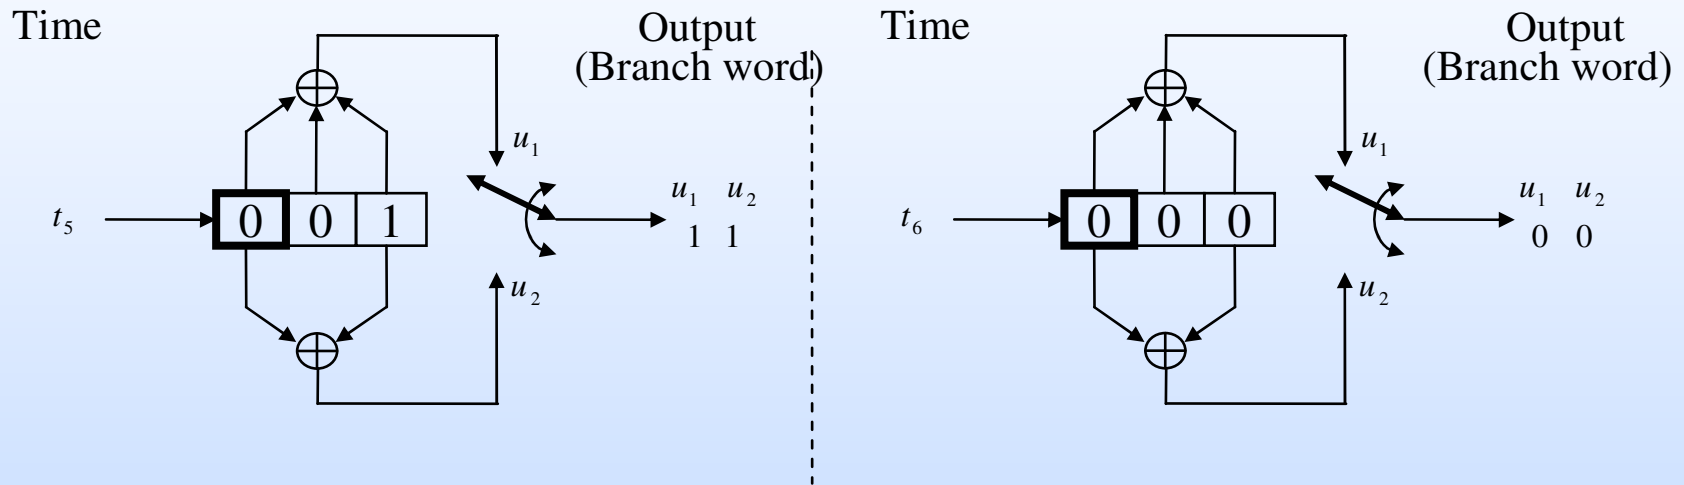 Time
Output
(Branch word)
u1
t5
0 0 1
u1 u2
1 1
u2
Time
Output
(Branch word)
u1
t6
0 0 0
u1 u2
0 0
u2